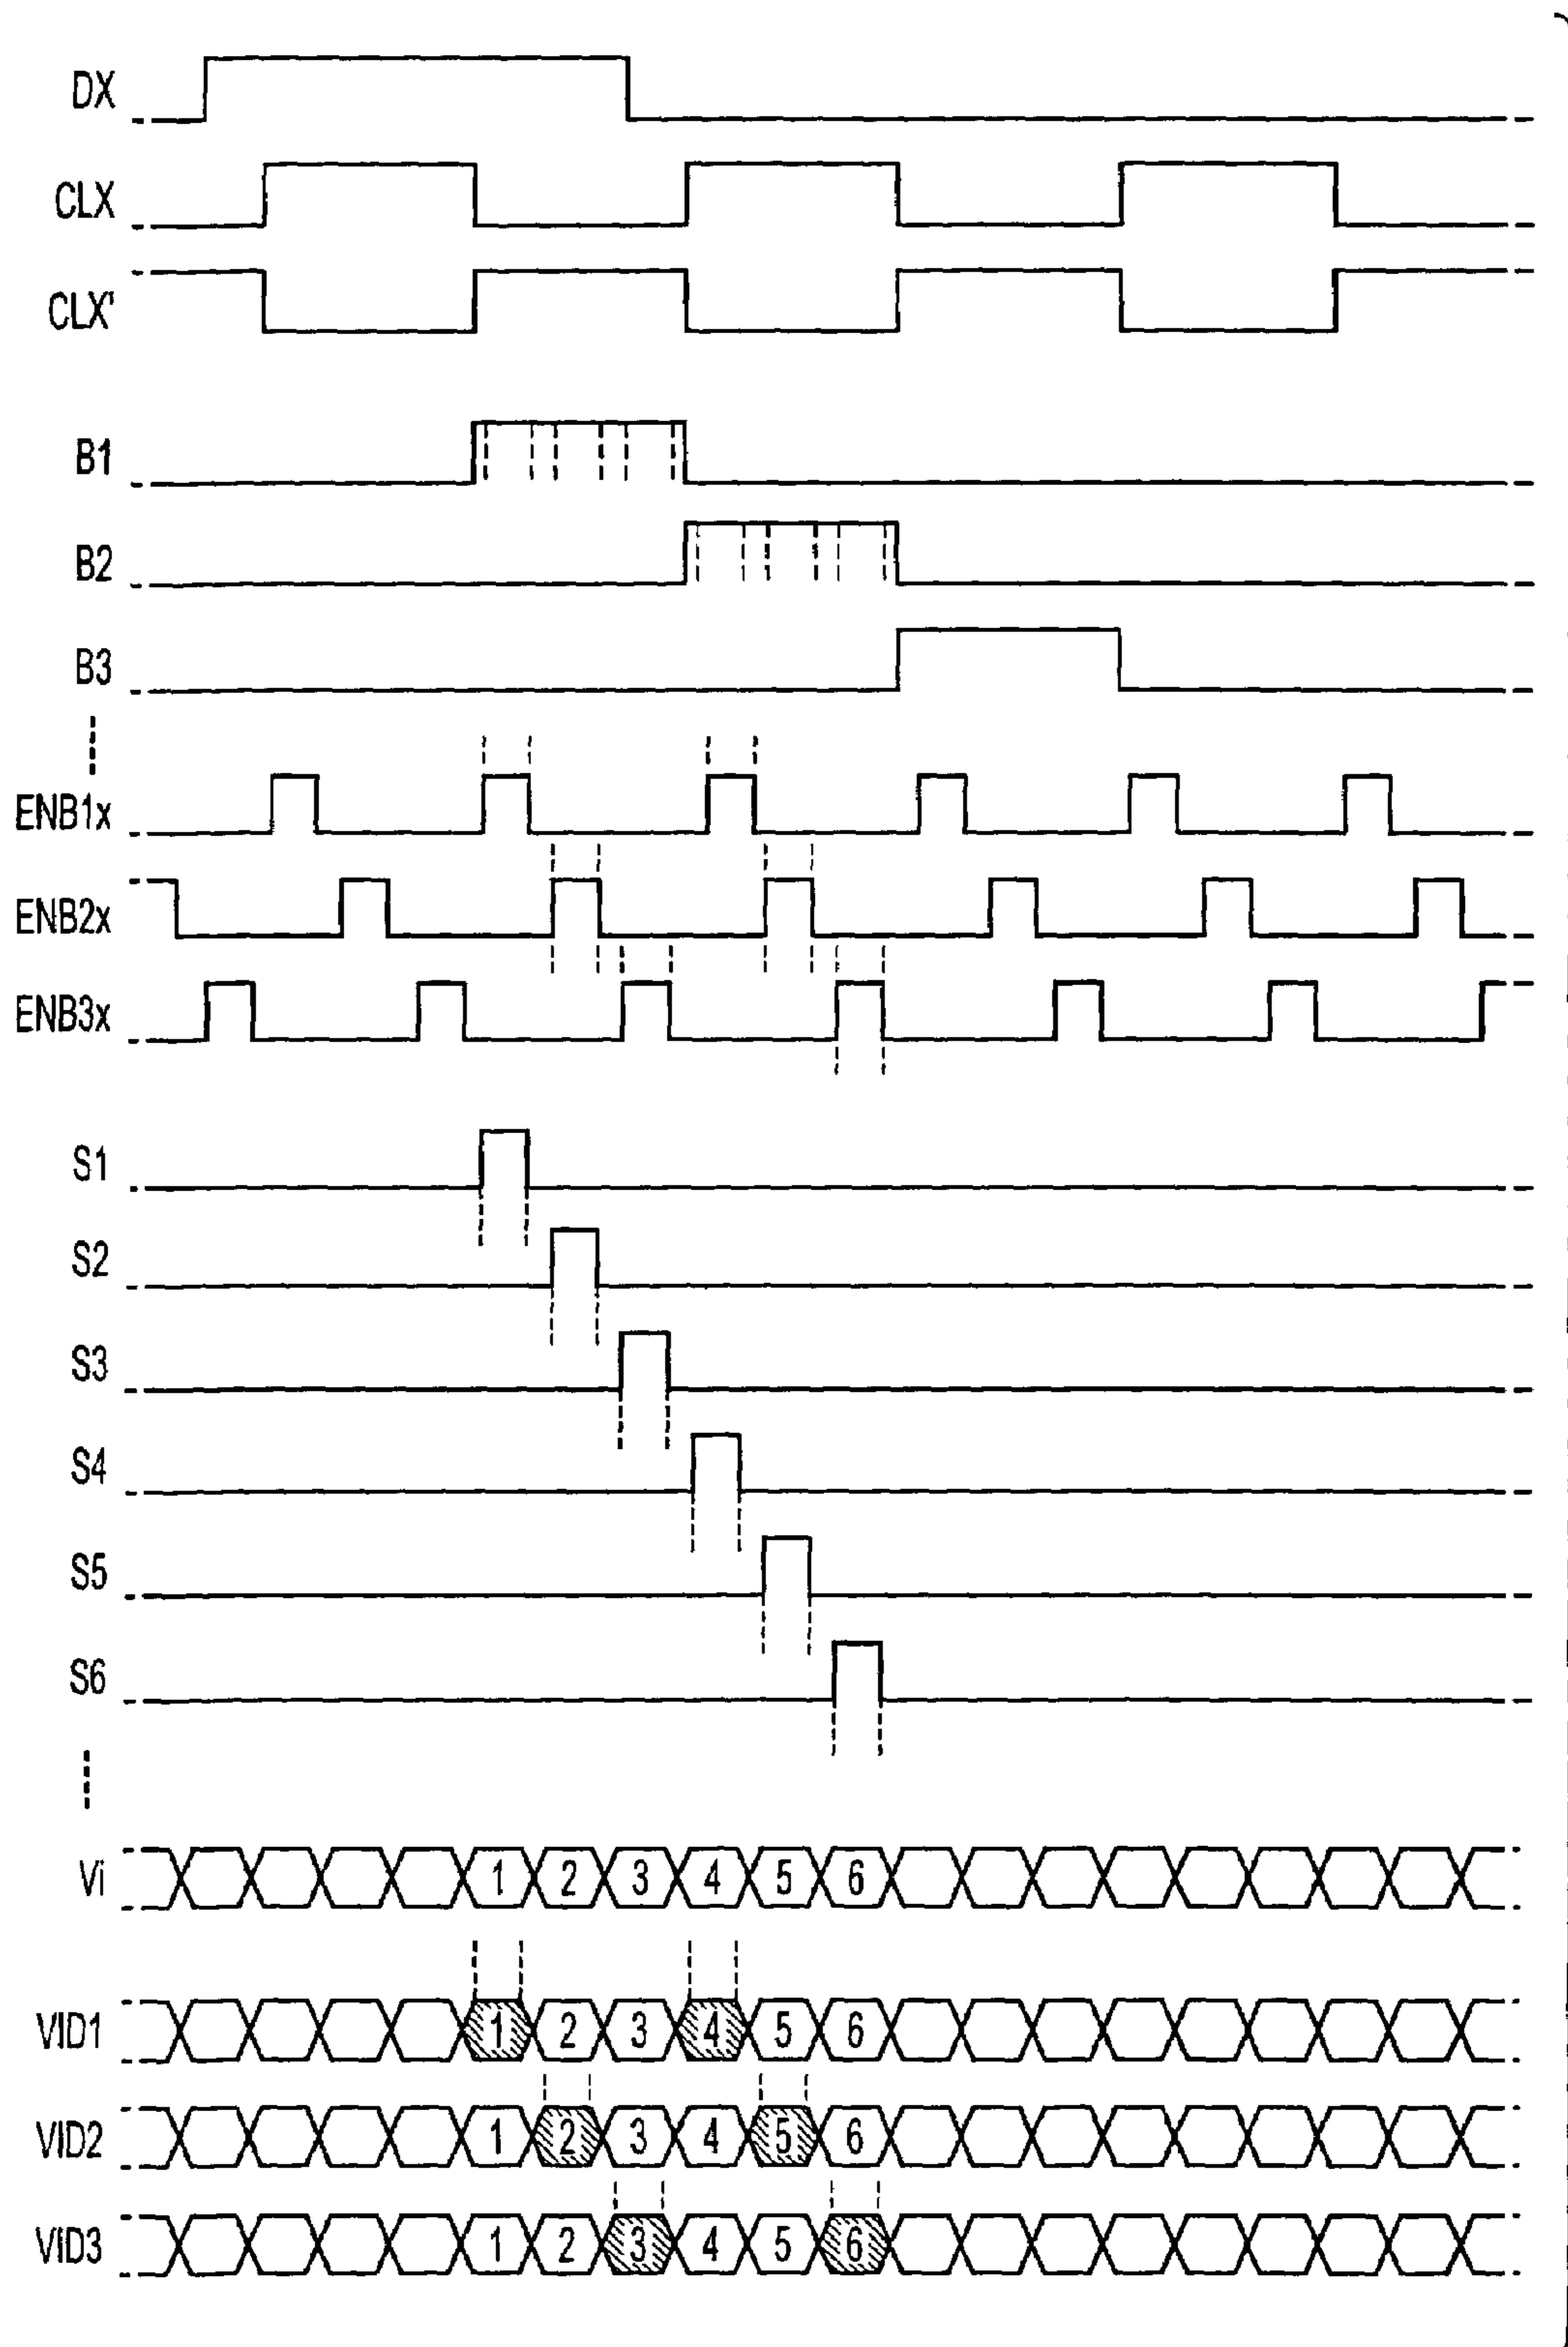 DX
CLX
CLX'
B1
B2
B3
ENB1x
ENB2x
ENB3x
S1
S2
S3
S4
S5
S6
Vi 1 2 3 4 5 6
VID1 1 2 3 4 5 6
VID2 1 2 3 4 5 6
VID3 1 2 3 4 5 6